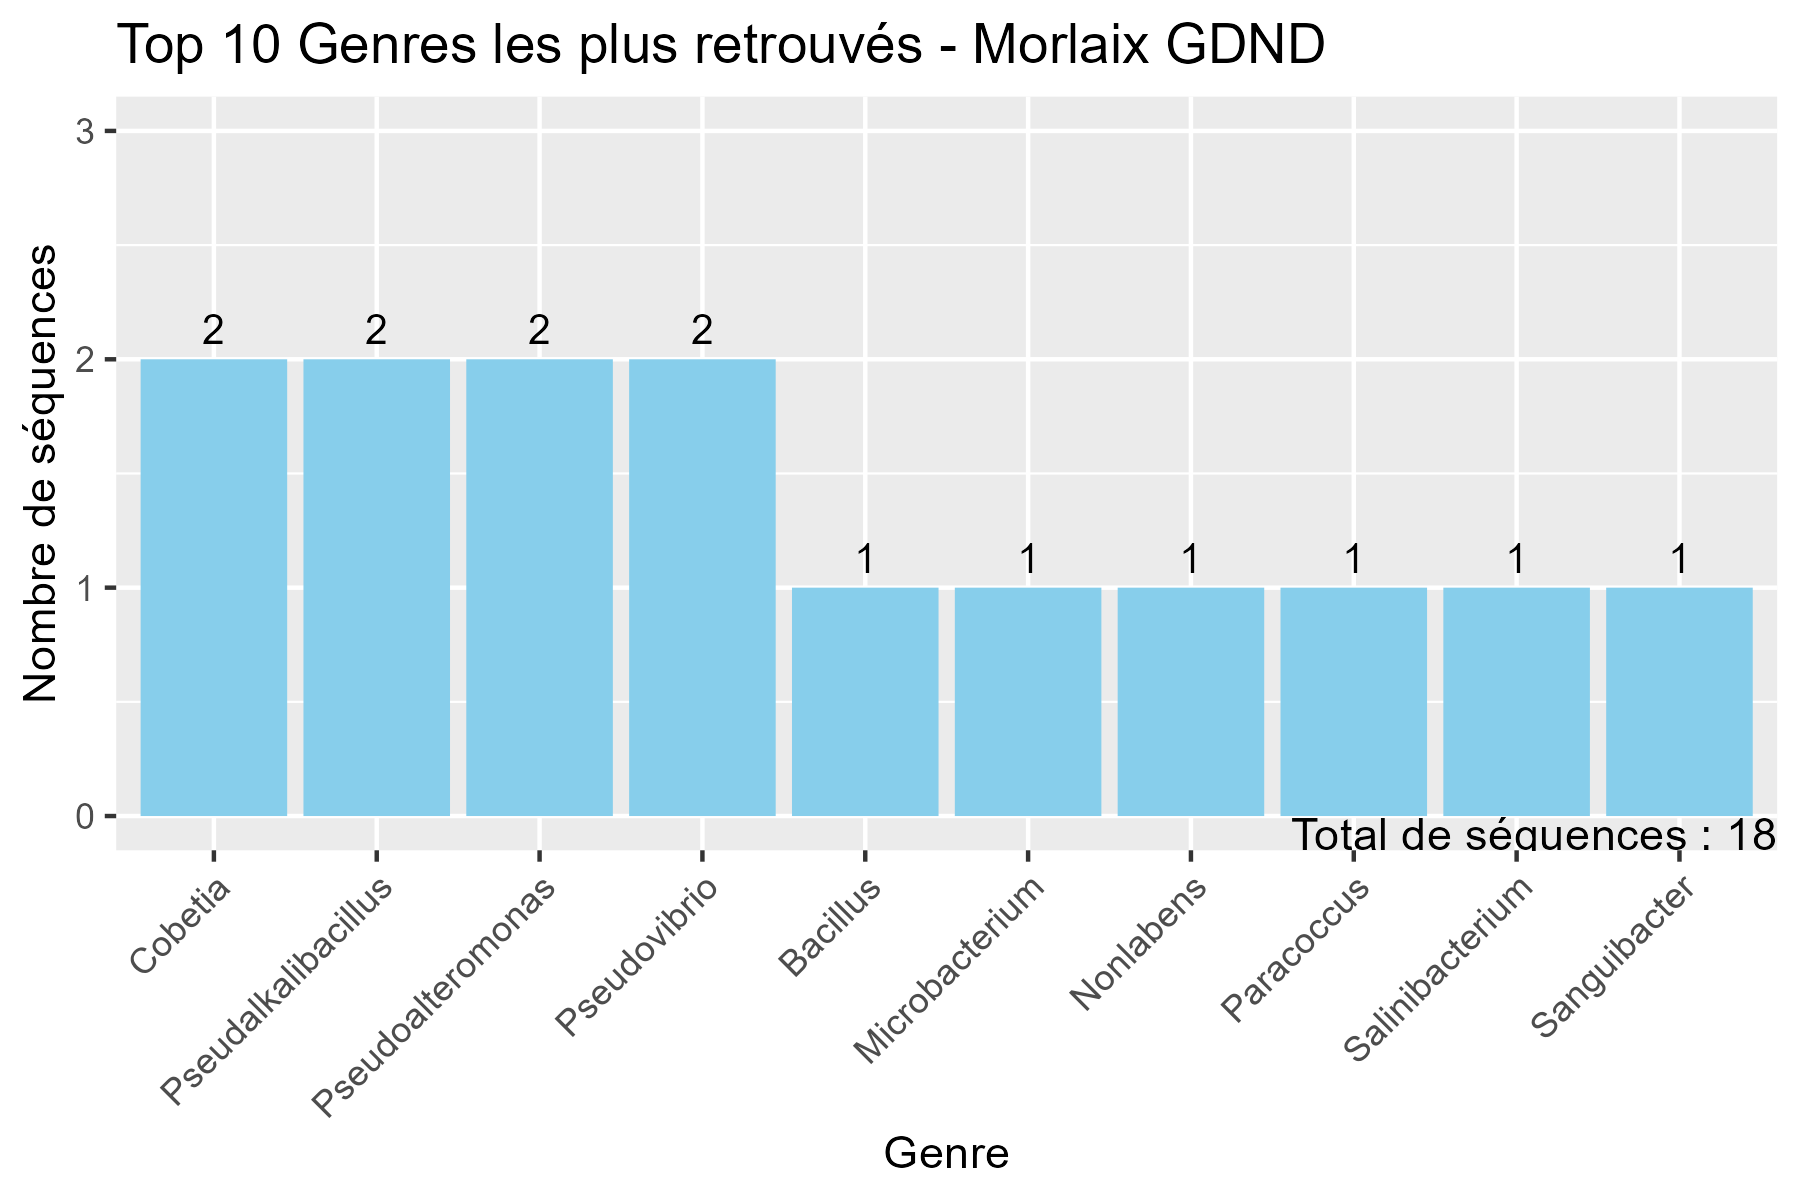 Top 10 Genres les plus retrouvés - Morlaix GDND
Nombre de séquences
3
2
1
0
2 2 2 2 1 1 1 1 1 1
Total de séquences : 18
Cobetia
Pseudalkalibacillus
Pseudoalteromonas
Pseudovibrio
Bacillus
Microbacterium
Nonlabens
Paracoccus
Salinibacterium
Sanguibacter
Genre